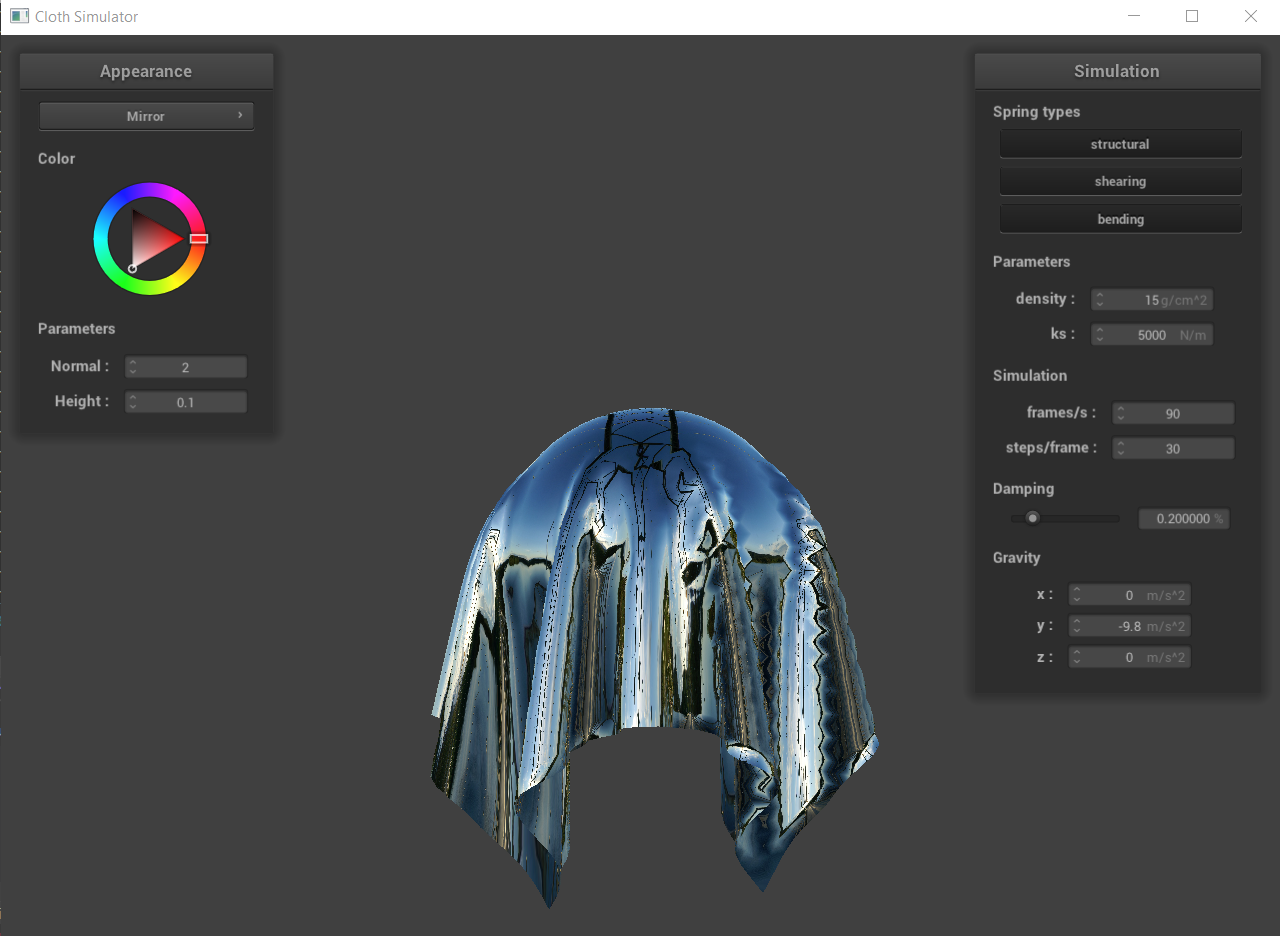 Cloth Simulator
Appearance
Mirror
Color
Parameters
Normal : 2
Height : 0.1
Simulation
Spring types
structural
shearing
bending
Parameters
density : 15 g/cm^2
ks : 5000 N/m
Simulation
frames/s : 90
steps/frame : 30
Damping
0.200000 %
Gravity
x : 0 m/s^2
y : -9.8 m/s^2
z : 0 m/s^2